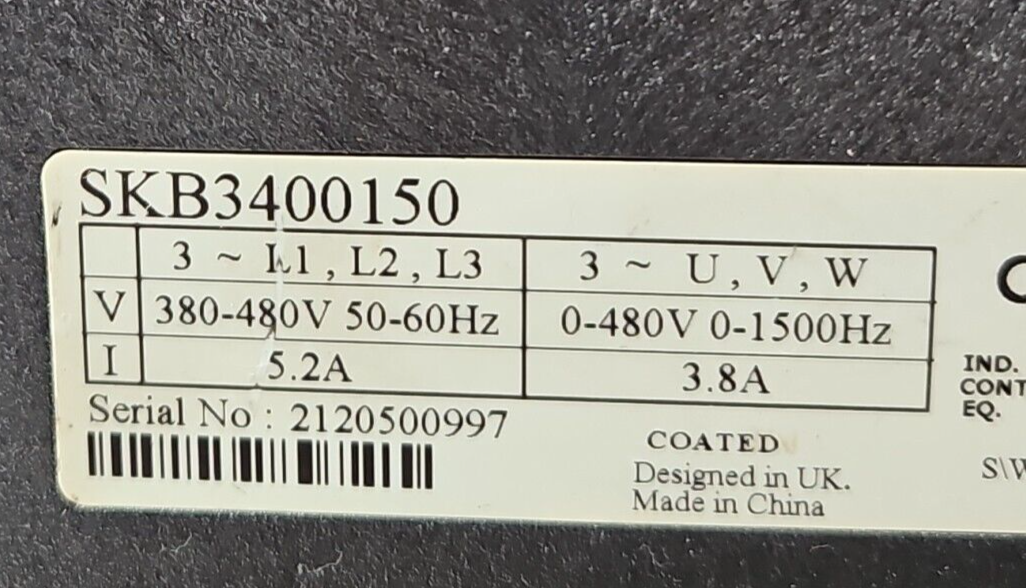 SKB3400150
3 ~ L1 , L2 , L3 3 ~ U , V , W
V 380-480V 50-60Hz 0-480V 0-1500Hz
I 5.2A 3.8A
Serial No : 2120500997
COATED
Designed in UK.
Made in China
IND.
CONT
EQ.
S\W